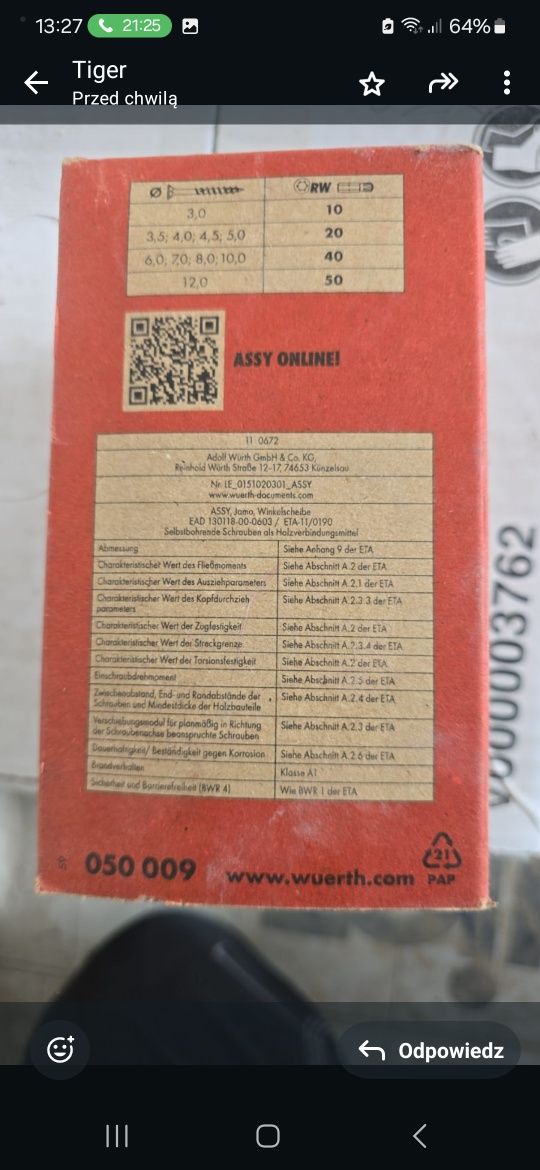 13:27 21:25 64%
Tiger
Przed chwilą
Ø RW
3,0 10
3,5; 4,0; 4,5; 5,0 20
6,0; 7,0; 8,0; 10,0 40
12,0 50
ASSY ONLINE!
11 0672
Adolf Würth GmbH & Co. KG,
Reinhold Würth Straße 12-17, 74653 Künzelsau
Nr. LE_0151020301_ASSY
www.wuerth-documents.com
ASSY, Jamo, Winkelscheibe
EAD 130118-00-0603 / ETA-11/0190
Selbstbohrende Schrauben als Holzverbindungsmittel
Abmessung Siehe Anhang 9 der ETA
Charakteristischer Wert des Fließmoments Siehe Abschnitt A.2 der ETA
Charakteristischer Wert des Ausziehparameters Siehe Abschnitt A.2.1 der ETA
Charakteristischer Wert des Kopfdurchzieh Siehe Abschnitt A.2.3.3 der ETA
parameters
Charakteristischer Wert der Zugfestigkeit Siehe Abschnitt A.2 der ETA
Charakteristischer Wert der Streckgrenze Siehe Abschnitt A.2.3.4 der ETA
Charakteristischer Wert der Torsionsfestigkeit Siehe Abschnitt A.2 der ETA
Einschraubdrehmoment Siehe Abschnitt A.2.5 der ETA
Zwischenabstand, End- und Randabstände der Siehe Abschnitt A.2.4 der ETA
Schrauben und Mindestdicke der Holzbauteile
Verschiebungsmodul für planmäßig in Richtung Siehe Abschnitt A.2.3 der ETA
der Schraubenachse beanspruchte Schrauben
Dauerhaftigkeit/ Beständigkeit gegen Korrosion Siehe Abschnitt A.2.6 der ETA
Brandverhalten Klasse A1
Sicherheit und Barrierefreiheit (BWR 4) Wie BWR 1 der ETA
050 009 www.wuerth.com
21
PAP
V0000003762
Odpowiedz